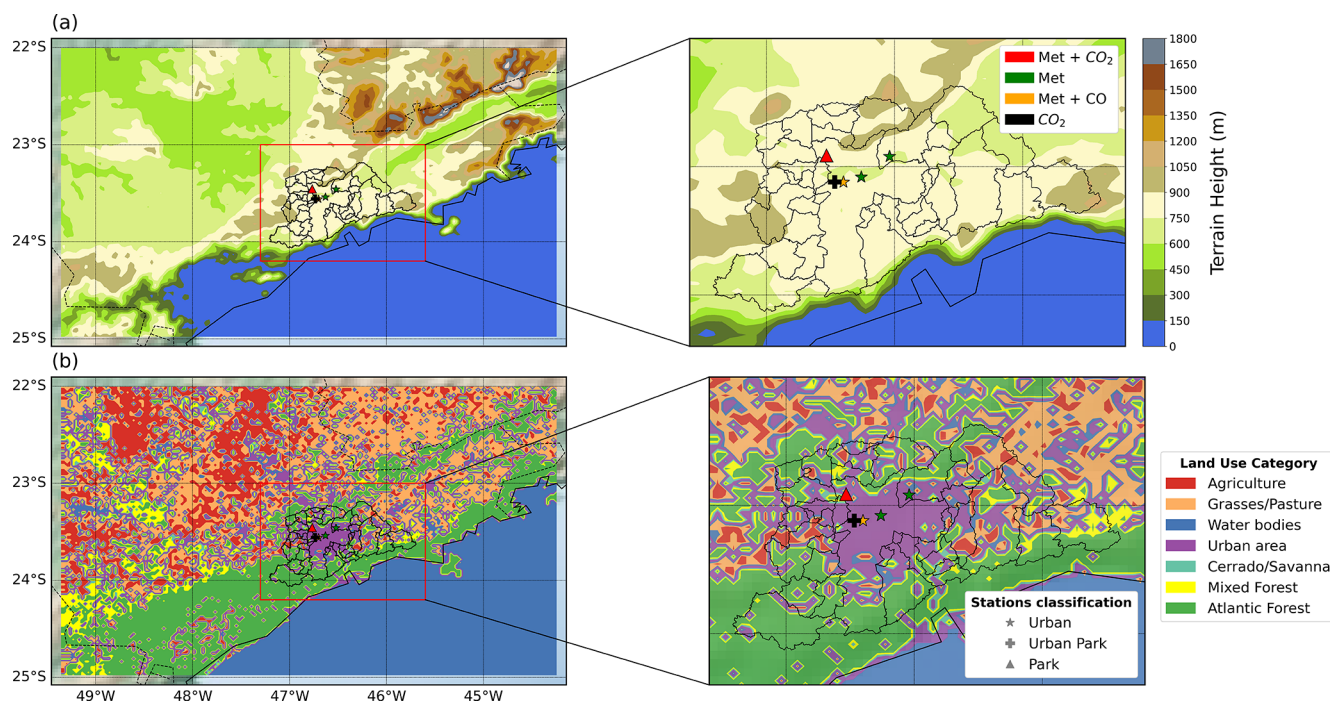 (a)
22°S
23°S
24°S
25°S
Met + CO₂
Met
Met + CO
CO₂
1800
1650
1500
1350
1200
1050
900
750
600
450
300
150
0
Terrain Height (m)
(b)
22°S
23°S
24°S
25°S
49°W
48°W
47°W
46°W
45°W
Stations classification
Urban
Urban Park
Park
Land Use Category
Agriculture
Grasses/Pasture
Water bodies
Urban area
Cerrado/Savanna
Mixed Forest
Atlantic Forest